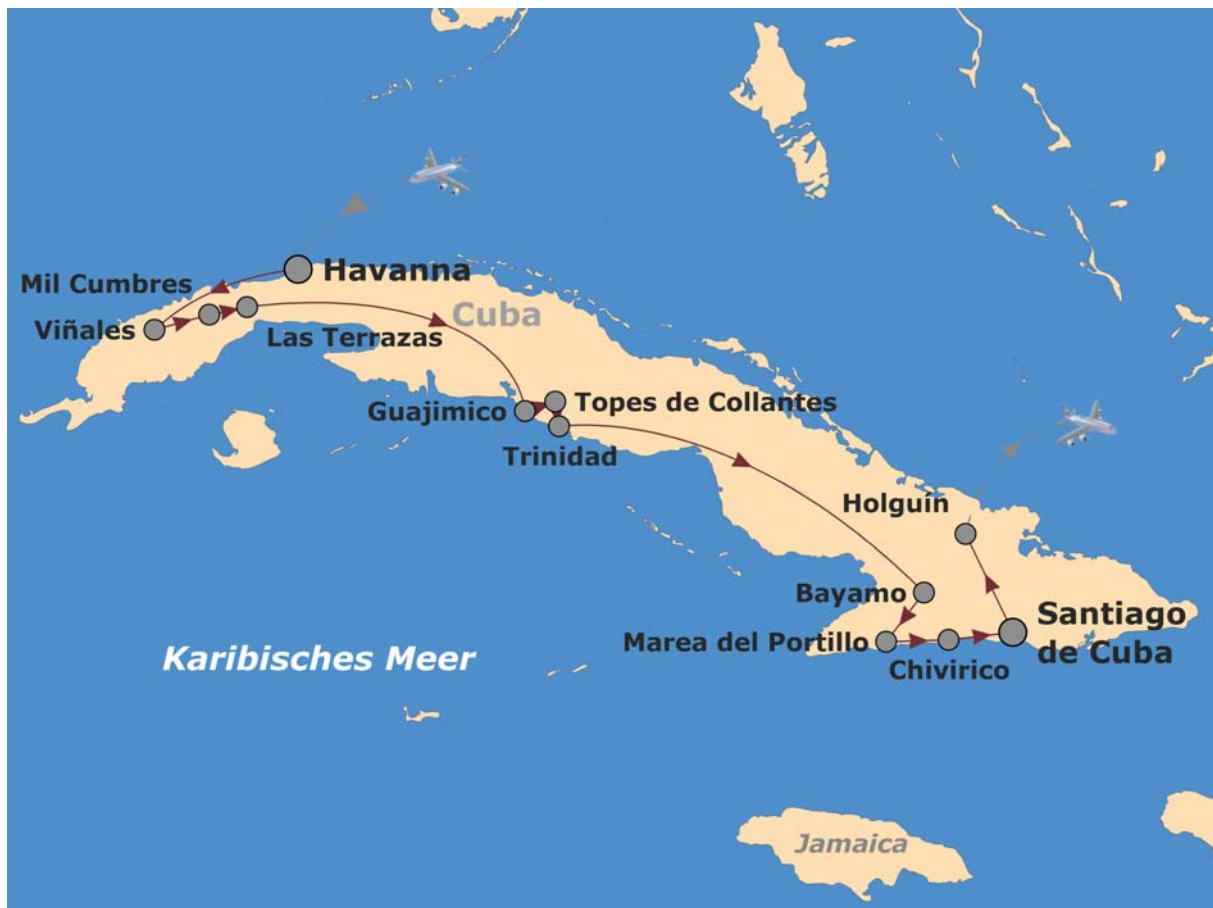 Havanna
Mil Cumbres
Viñales
Cuba
Las Terrazas
Guajimico
Topes de Collantes
Trinidad
Holguín
Bayamo
Santiago
de Cuba
Marea del Portillo
Chivirico
Karibisches Meer
Jamaica